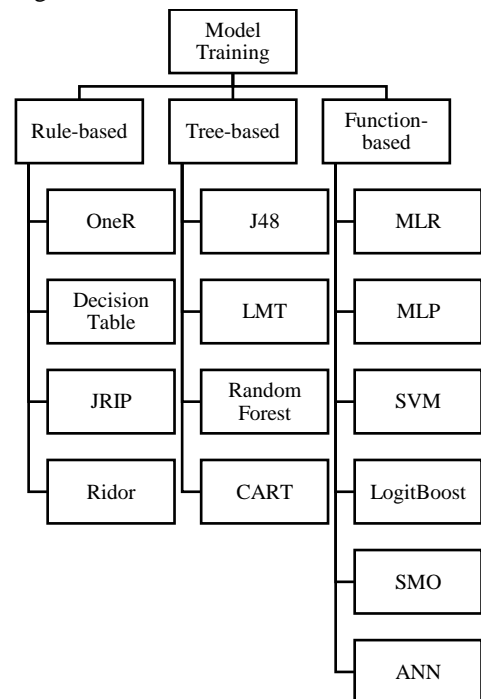 Model
Training
Rule-based
Tree-based
Function-
based
OneR
Decision
Table
JRIP
Ridor
J48
LMT
Random
Forest
CART
MLR
MLP
SVM
LogitBoost
SMO
ANN